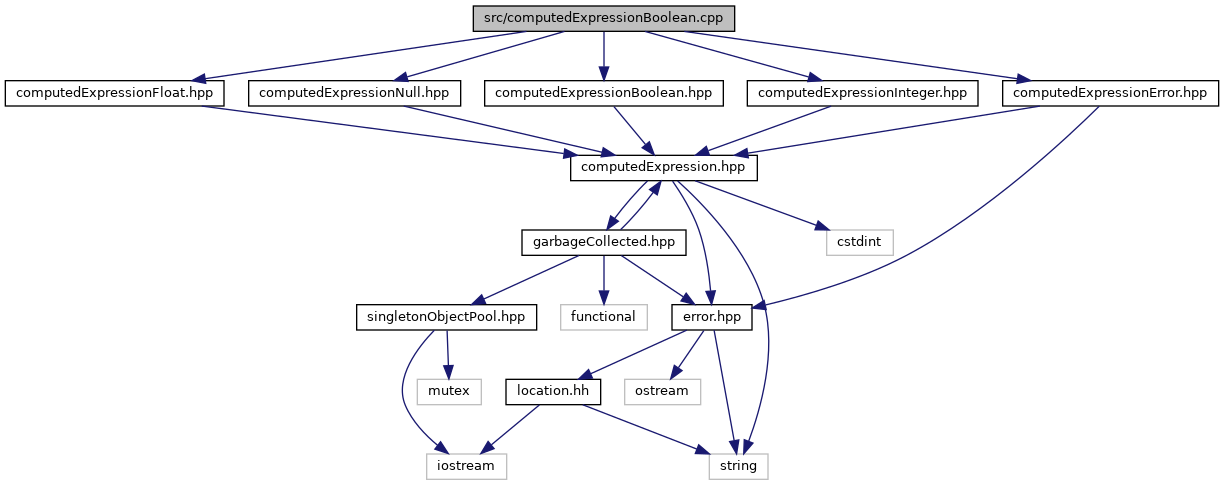 src/computedExpressionBoolean.cpp
computedExpressionFloat.hpp
computedExpressionNull.hpp
computedExpressionBoolean.hpp
computedExpressionInteger.hpp
computedExpressionError.hpp
computedExpression.hpp
garbageCollected.hpp
cstdint
singletonObjectPool.hpp
functional
error.hpp
mutex
location.hh
ostream
iostream
string